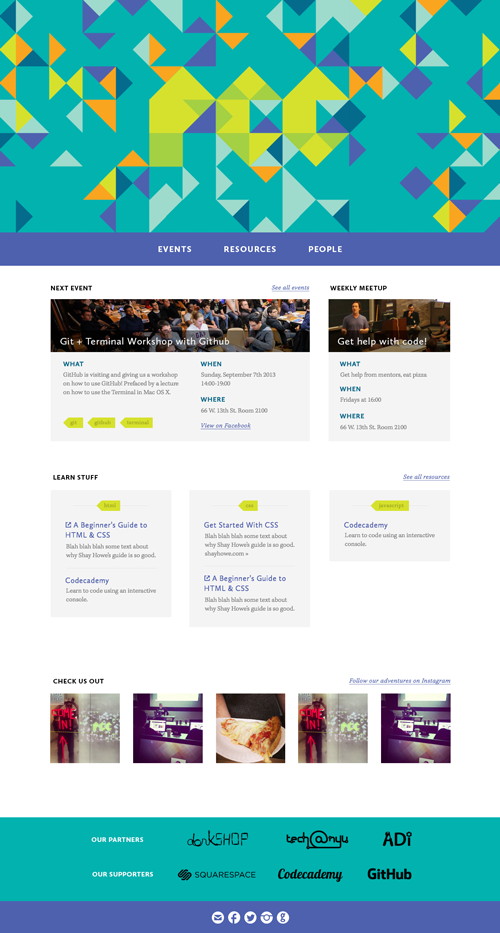 EVENTS RESOURCES PEOPLE
NEXT EVENT
See all events
Git + Terminal Workshop with Github
WHAT
GitHub is visiting and giving us a workshop
on how to use GitHub! Prefaced by a lecture
on how to use the Terminal in Mac OS X.
git github terminal
WHEN
Sunday, September 7th 2013
14:00-19:00
WHERE
66 W. 13th St. Room 2100
View on Facebook
WEEKLY MEETUP
Get help with code!
WHAT
Get help from mentors, eat pizza
WHEN
Fridays at 16:00
WHERE
66 W. 13th St. Room 2100
LEARN STUFF
See all resources
html
A Beginner's Guide to
HTML & CSS
Blah blah blah some text about
why Shay Howe's guide is so good.
Codecademy
Learn to code using an interactive
console.
css
Get Started With CSS
Blah blah blah some text about
why Shay Howe's guide is so good.
shayhowe.com »
A Beginner's Guide to
HTML & CSS
Blah blah blah some text about
why Shay Howe's guide is so good.
javascript
Codecademy
Learn to code using an interactive
console.
CHECK US OUT
Follow our adventures on Instagram
OUR PARTNERS
dorkSHOP
tech@nyu
ADi
OUR SUPPORTERS
SQUARESPACE
Codecademy
GitHub